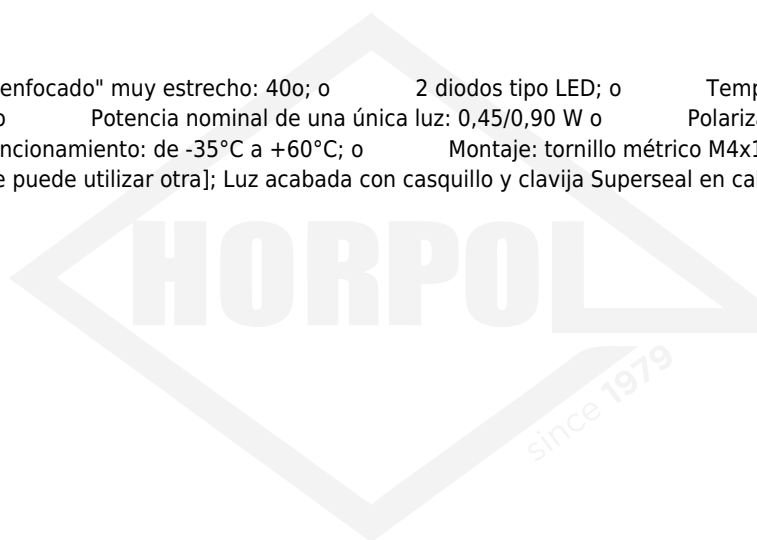 enfocado" muy estrecho: 40o; o 2 diodos tipo LED; o Temp
o Potencia nominal de una única luz: 0,45/0,90 W o Polariza
ncionamiento: de -35°C a +60°C; o Montaje: tornillo métrico M4x1
e puede utilizar otra]; Luz acabada con casquillo y clavija Superseal en ca
HORPOL
since 1979